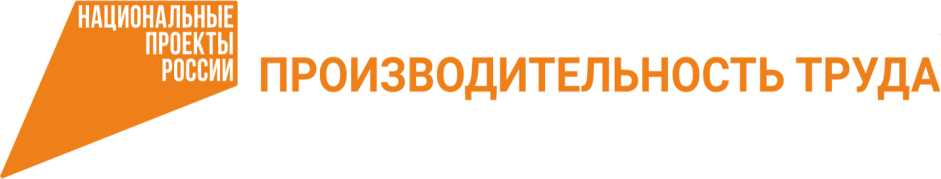 НАЦИОНАЛЬНЫЕ
ПРОЕКТЫ
РОССИИ
ПРОИЗВОДИТЕЛЬНОСТЬ ТРУДА